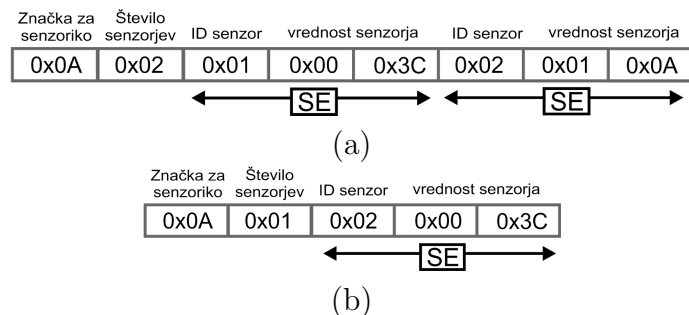 Značka za senzoriko Število senzorjev ID senzor vrednost senzorja ID senzor vrednost senzorja
0x0A 0x02 0x01 0x00 0x3C 0x02 0x01 0x0A
SE SE
(a)
Značka za senzoriko Število senzorjev ID senzor vrednost senzorja
0x0A 0x01 0x02 0x00 0x3C
SE
(b)